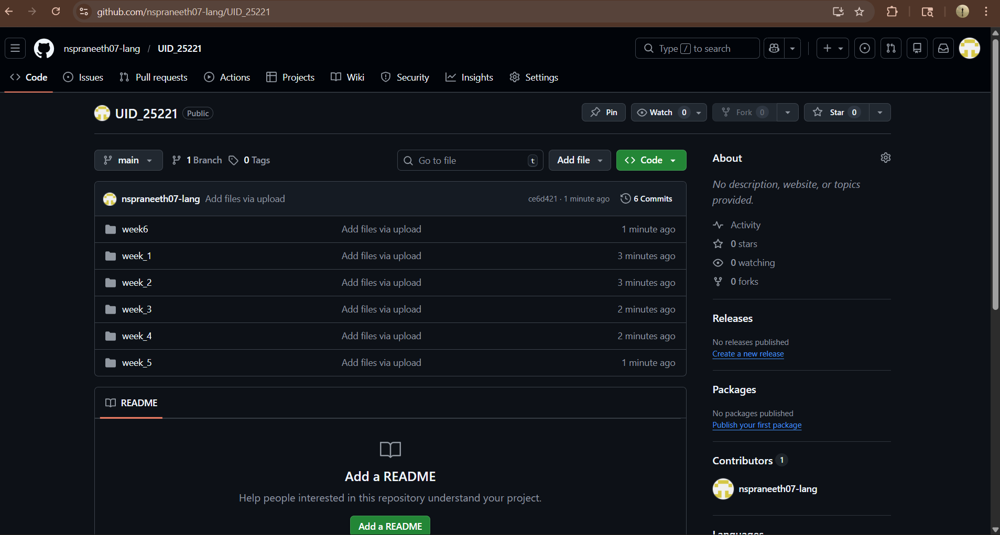 github.com/nspraneeth07-lang/UID_25221
nspraneeth07-lang / UID_25221
Type / to search
Code Issues Pull requests Actions Projects Wiki Security Insights Settings
UID_25221 Public
Pin Watch 0 Fork 0 Star 0
main 1 Branch 0 Tags
Go to file t Add file Code
nspraneeth07-lang Add files via upload ce6d421 · 1 minute ago 6 Commits
week6 Add files via upload 1 minute ago
week_1 Add files via upload 3 minutes ago
week_2 Add files via upload 3 minutes ago
week_3 Add files via upload 2 minutes ago
week_4 Add files via upload 2 minutes ago
week_5 Add files via upload 1 minute ago
README
Add a README
Help people interested in this repository understand your project.
Add a README
About
No description, website, or topics
provided.
Activity
0 stars
0 watching
0 forks
Releases
No releases published
Create a new release
Packages
No packages published
Publish your first package
Contributors 1
nspraneeth07-lang
Languages